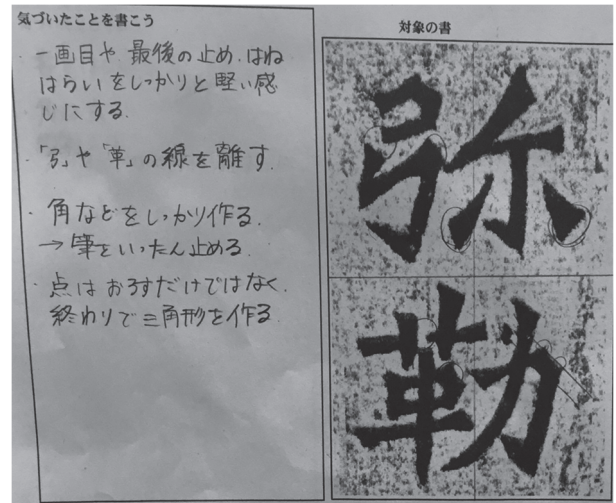 気づいたことを書こう
・一画目や最後の止め、はね
はらいをしっかりと堅い感
じにする.
・「弓」や「革」の線を離す.
・角などをしっかり作る.
→筆をいったん止める.
・点はおろすだけではなく、
終わりで三角形を作る
対象の書
弥
勒